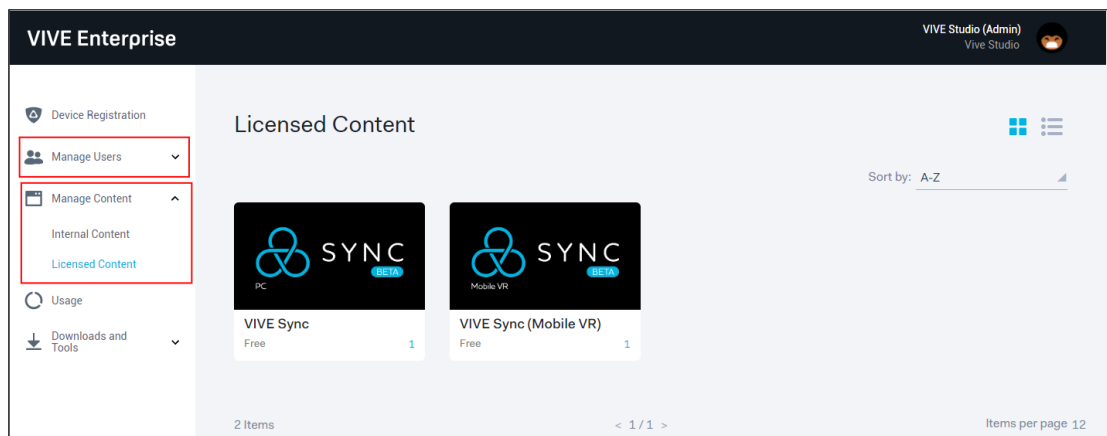 VIVE Enterprise
VIVE Studio (Admin)
Vive Studio
Device Registration
Manage Users
Manage Content
Internal Content
Licensed Content
Usage
Downloads and
Tools
Licensed Content
Sort by: A-Z
SYNC
BETA
PC
VIVE Sync
Free 1
SYNC
BETA
Mobile VR
VIVE Sync (Mobile VR)
Free 1
2 Items
< 1/1 >
Items per page 12